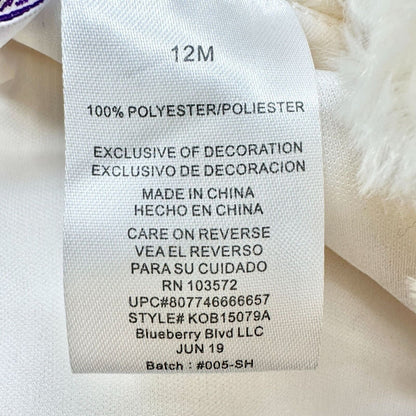 12M
100% POLYESTER/POLIESTER
EXCLUSIVE OF DECORATION
EXCLUSIVO DE DECORACION
MADE IN CHINA
HECHO EN CHINA
CARE ON REVERSE
VEA EL REVERSO
PARA SU CUIDADO
RN 103572
UPC#807746666657
STYLE# KOB15079A
Blueberry Blvd LLC
JUN 19
Batch : #005-SH